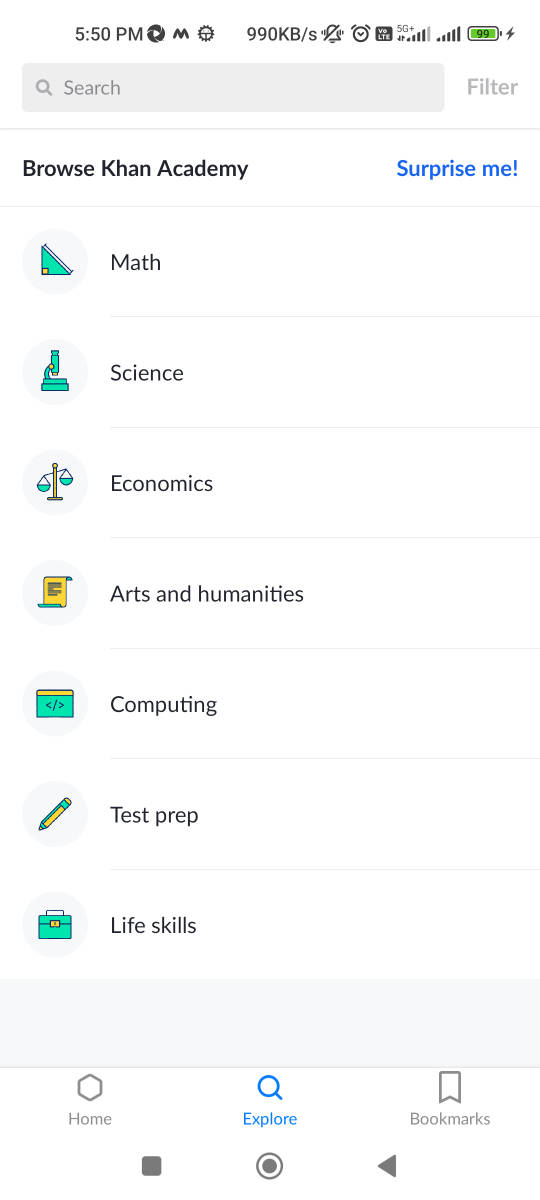 5:50 PM 990KB/s Vo LTE 5G+ 99
Search
Filter
Browse Khan Academy
Surprise me!
Math
Science
Economics
Arts and humanities
</>
Computing
Test prep
Life skills
Home
Explore
Bookmarks